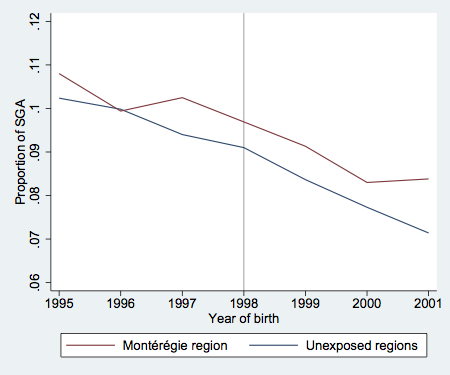 .12
.11
.1
.09
.08
.07
.06
Proportion of SGA
1995 1996 1997 1998 1999 2000 2001
Year of birth
Montérégie region Unexposed regions